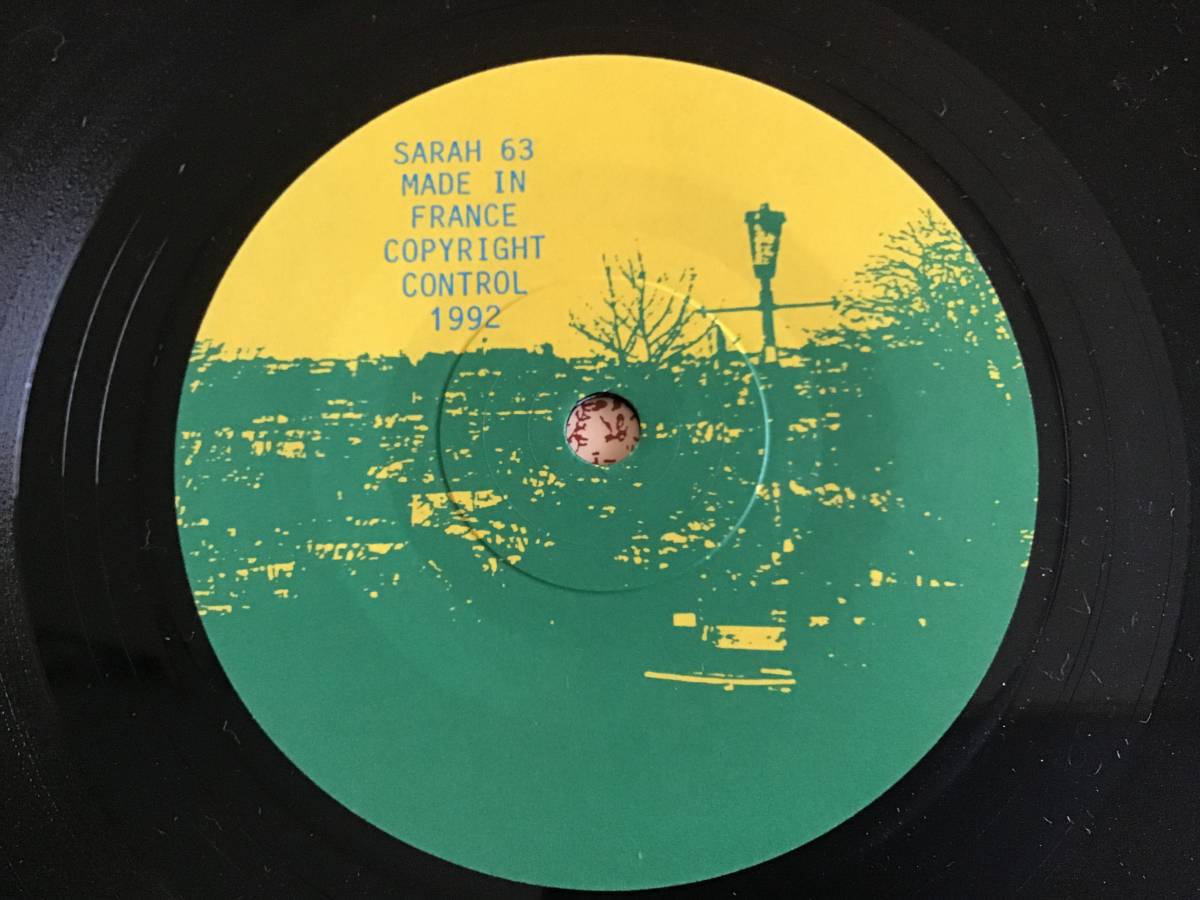 SARAH 63
MADE IN
FRANCE
COPYRIGHT
CONTROL
1992